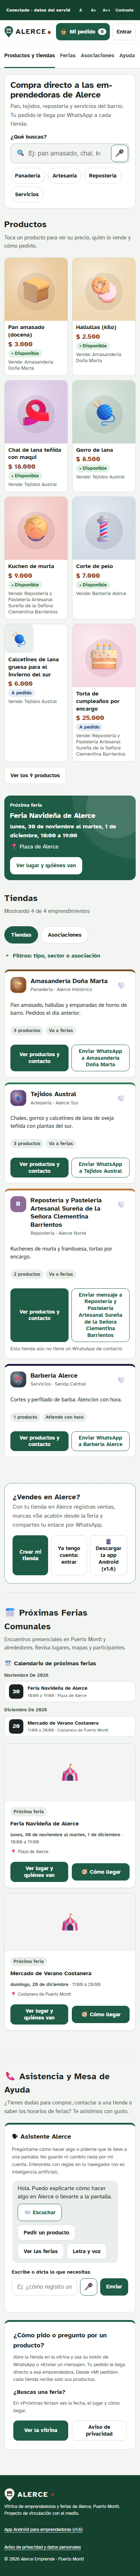 Conectado · datos del servid
A
A+
A++
Contraste
ALERCE
Mi pedido 0
Entrar
Productos y tiendas
Ferias
Asociaciones
Ayuda
Compra directo a las em-
prendedoras de Alerce
Pan, tejidos, repostería y servicios del barrio.
Tu pedido le llega por WhatsApp a cada
tienda.
¿Qué buscas?
Ej: pan amasado, chal, k
Panadería
Artesanía
Repostería
Servicios
Productos
Toca un producto para ver su precio, quién lo vende y
cómo pedirlo.
Pan amasado
(docena)
$ 3.000
Disponible
Vende: Amasandería
Doña Marta
Hallullas (kilo)
$ 2.500
Disponible
Vende: Amasandería
Doña Marta
Chal de lana teñida
con maqui
$ 18.000
Disponible
Vende: Tejidos Austral
Gorro de lana
$ 8.500
Disponible
Vende: Tejidos Austral
Kuchen de murta
$ 9.000
Disponible
Vende: Repostería y
Pastelería Artesanal
Sureña de la Señora
Clementina Barrientos
Corte de pelo
$ 7.000
Disponible
Vende: Barbería Alerce
Calcetines de lana
gruesa para el
invierno del sur
$ 6.000
A pedido
Vende: Tejidos Austral
Torta de
cumpleaños por
encargo
$ 25.000
A pedido
Vende: Repostería y
Pastelería Artesanal
Sureña de la Señora
Clementina Barrientos
Ver los 9 productos
Próxima feria
Feria Navideña de Alerce
lunes, 30 de noviembre al martes, 1 de
diciembre, 10:00 a 19:00
Plaza de Alerce
Ver lugar y quiénes van
Tiendas
Mostrando 4 de 4 emprendimientos
Tiendas
Asociaciones
Filtros: tipo, sector o asociación
Amasandería Doña Marta
Panadería · Alerce Histórico
Pan amasado, hallullas y empanadas de horno de
barro. Pedidos el día anterior.
3 productos
Va a ferias
Ver productos y
contacto
Enviar WhatsApp
a Amasandería
Doña Marta
Tejidos Austral
Artesanía · Alerce Sur
Chales, gorros y calcetines de lana de oveja
teñida con plantas del sur.
3 productos
Va a ferias
Ver productos y
contacto
Enviar WhatsApp
a Tejidos Austral
R
Repostería y Pastelería
Artesanal Sureña de la
Señora Clementina
Barrientos
Repostería · Alerce Norte
Kuchenes de murta y frambuesa, tortas por
encargo.
2 productos
Va a ferias
Ver productos y
contacto
Enviar mensaje a
Repostería y
Pastelería
Artesanal Sureña
de la Señora
Clementina
Barrientos
Esta tienda aún no tiene un WhatsApp de contacto
Barbería Alerce
Servicios · Senda Central
Cortes y perfilado de barba. Atención con hora.
1 producto
Atiende con hora
Ver productos y
contacto
Enviar WhatsApp
a Barbería Alerce
¿Vendes en Alerce?
Con tu tienda en Alerce registras ventas,
marcas «Se acabó» desde la feria y
compartes tu enlace por WhatsApp.
Crear mi
tienda
Ya tengo
cuenta:
entrar
Descargar
la app
Android
(v1.6)
Próximas Ferias
Comunales
Encuentros presenciales en Puerto Montt y
alrededores. Revisa lugares, mapas y participantes.
Calendario de próximas ferias
Noviembre De 2026
30
Feria Navideña de Alerce
10:00 a 19:00 · Plaza de Alerce
Diciembre De 2026
20
Mercado de Verano Costanera
11:00 a 20:00 · Costanera de Puerto Montt
Próxima feria
Feria Navideña de Alerce
lunes, 30 de noviembre al martes, 1 de diciembre ·
10:00 a 19:00
Plaza de Alerce
Ver lugar y
quiénes van
Cómo llegar
Próxima feria
Mercado de Verano Costanera
domingo, 20 de diciembre · 11:00 a 20:00
Costanera de Puerto Montt
Ver lugar y
quiénes van
Cómo llegar
Asistencia y Mesa de
Ayuda
¿Tienes dudas para comprar, contactar a una tienda o
saber los horarios de ferias? Te asistimos con gusto.
Asistente Alerce
Pregúntame cómo hacer algo o pídeme que te lleve a
una pantalla. No guardo ni cambio nada por mi
cuenta. Interpreto con reglas en tu navegador (no es
Inteligencia artificial).
Hola. Puedo explicarte cómo hacer
algo en Alerce o llevarte a la pantalla.
Escuchar
Pedir un producto
Ver las ferias
Letra y voz
Escribe o dicta lo que necesitas
Ej: ¿cómo registro un
Enviar
¿Cómo pido o pregunto por un
producto?
Abre la tienda en la vitrina y usa su botón de
WhatsApp o «Enviar un mensaje». Tu pedido le llega
directo a esa emprendedora. Desde «Mi pedido»,
cada tienda recibe solo sus productos.
¿Buscas una feria?
En «Próximas Ferias» ves la fecha, el lugar y cómo
llegar.
Ver la vitrina
Aviso de
privacidad
ALERCE
Vitrina de emprendedoras y ferias de Alerce, Puerto Montt.
Proyecto de vinculación con el medio.
App Android para emprendedoras (v1.6)
Aviso de privacidad y datos personales
© 2026 Alerce Emprende · Puerto Montt